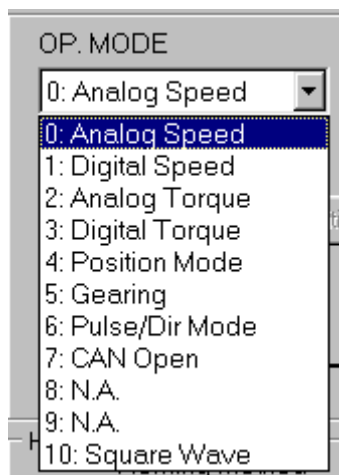 OP. MODE
0: Analog Speed
0: Analog Speed
1: Digital Speed
2: Analog Torque
3: Digital Torque
4: Position Mode
5: Gearing
6: Pulse/Dir Mode
7: CAN Open
8: N.A.
9: N.A.
10: Square Wave